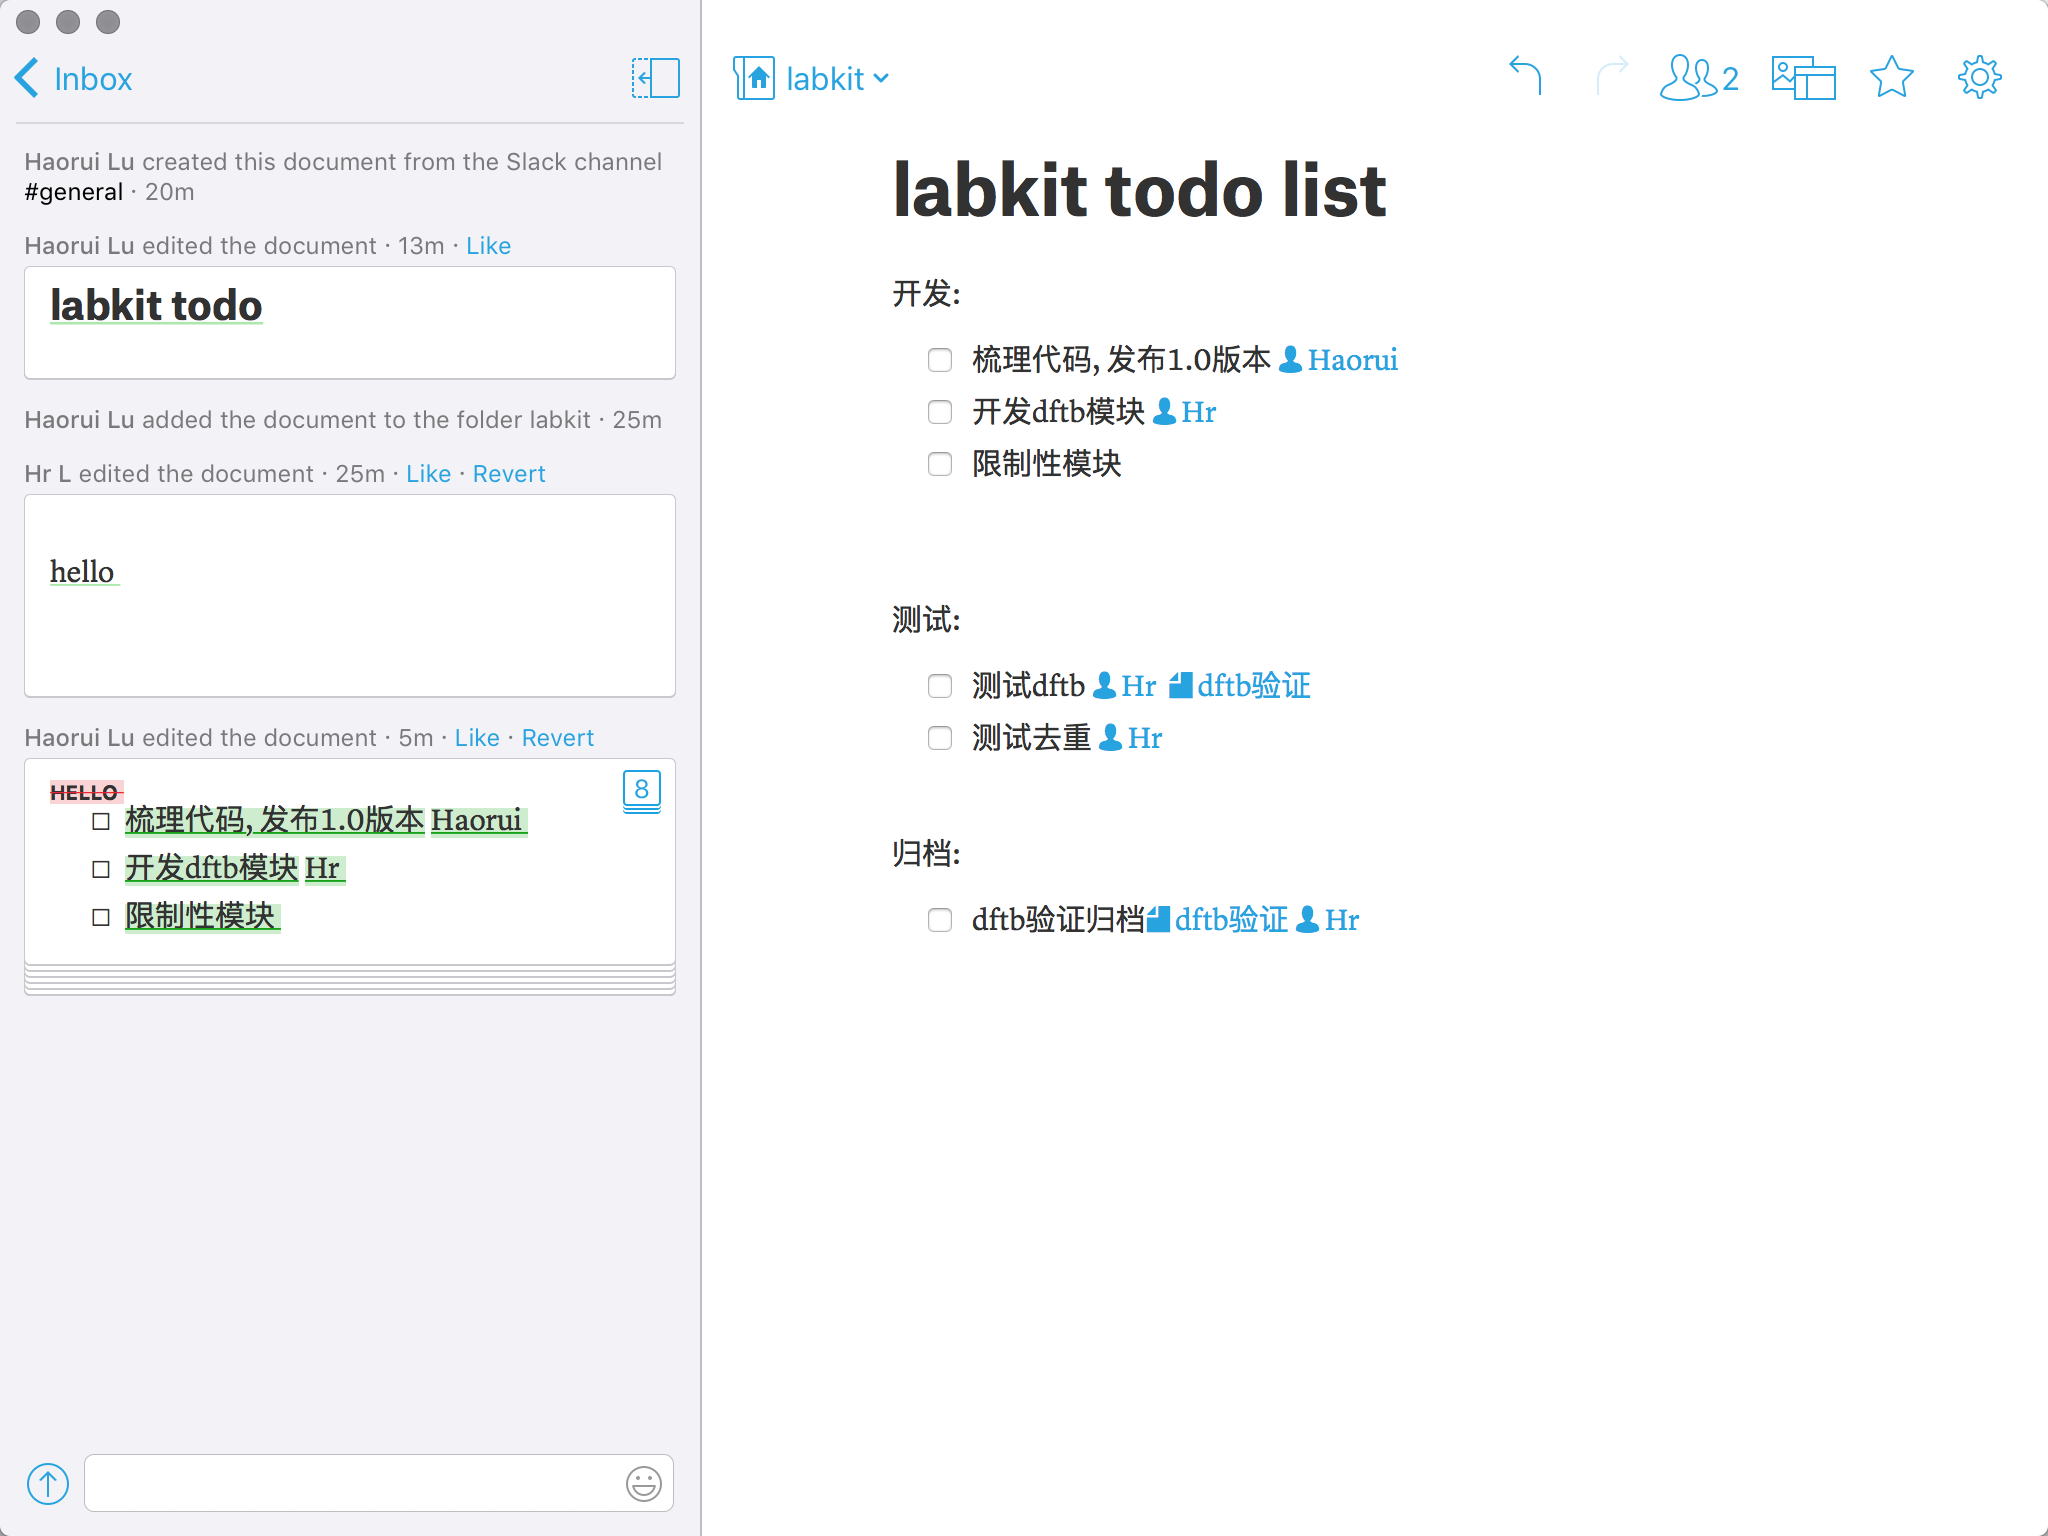 Inbox
Haorui Lu created this document from the Slack channel
#general · 20m
Haorui Lu edited the document · 13m · Like
labkit todo
Haorui Lu added the document to the folder labkit · 25m
Hr L edited the document · 25m · Like · Revert
hello
Haorui Lu edited the document · 5m · Like · Revert
HELLO
8
梳理代码, 发布1.0版本 Haorui
开发dftb模块 Hr
限制性模块
labkit
2
labkit todo list
开发:
梳理代码, 发布1.0版本 Haorui
开发dftb模块 Hr
限制性模块
测试:
测试dftb Hr dftb验证
测试去重 Hr
归档:
dftb验证归档 dftb验证 Hr